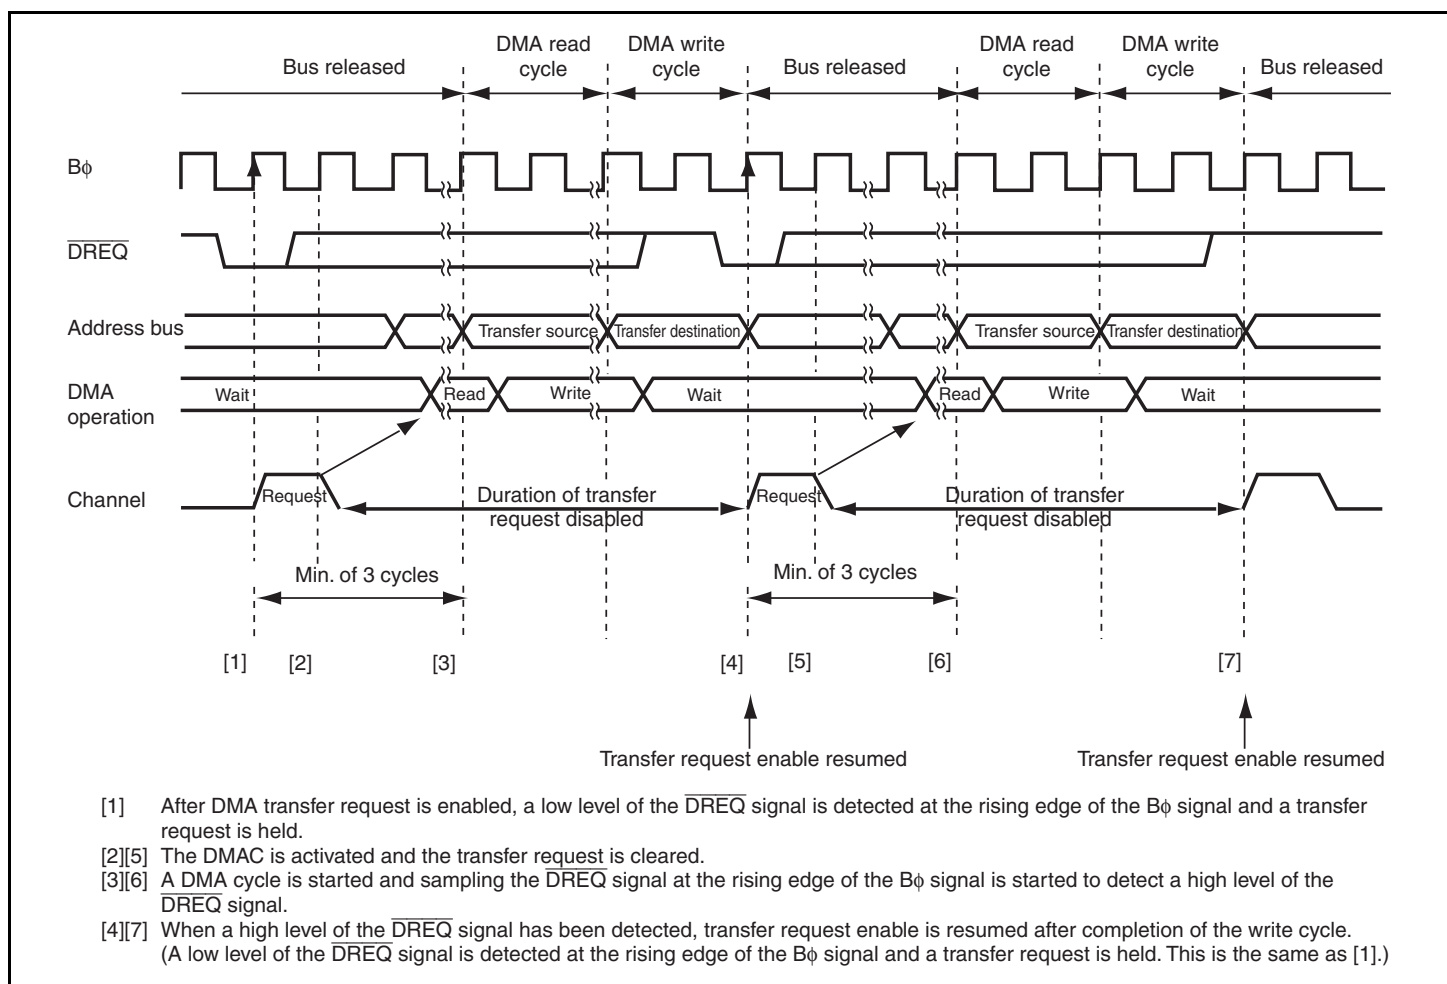 DMA read DMA write DMA read DMA write
Bus released cycle cycle Bus released cycle cycle Bus released
Bϕ
DREQ
Address bus Transfer source Transfer destination Transfer source Transfer destination
DMA operation Wait Read Write Wait Read Write Wait
Channel Request Duration of transfer request disabled Request Duration of transfer request disabled
Min. of 3 cycles Min. of 3 cycles
[1] [2] [3] [4] [5] [6] [7]
Transfer request enable resumed Transfer request enable resumed
[1] After DMA transfer request is enabled, a low level of the DREQ signal is detected at the rising edge of the Bϕ signal and a transfer
request is held.
[2][5] The DMAC is activated and the transfer request is cleared.
[3][6] A DMA cycle is started and sampling the DREQ signal at the rising edge of the Bϕ signal is started to detect a high level of the
DREQ signal.
[4][7] When a high level of the DREQ signal has been detected, transfer request enable is resumed after completion of the write cycle.
(A low level of the DREQ signal is detected at the rising edge of the Bϕ signal and a transfer request is held. This is the same as [1].)